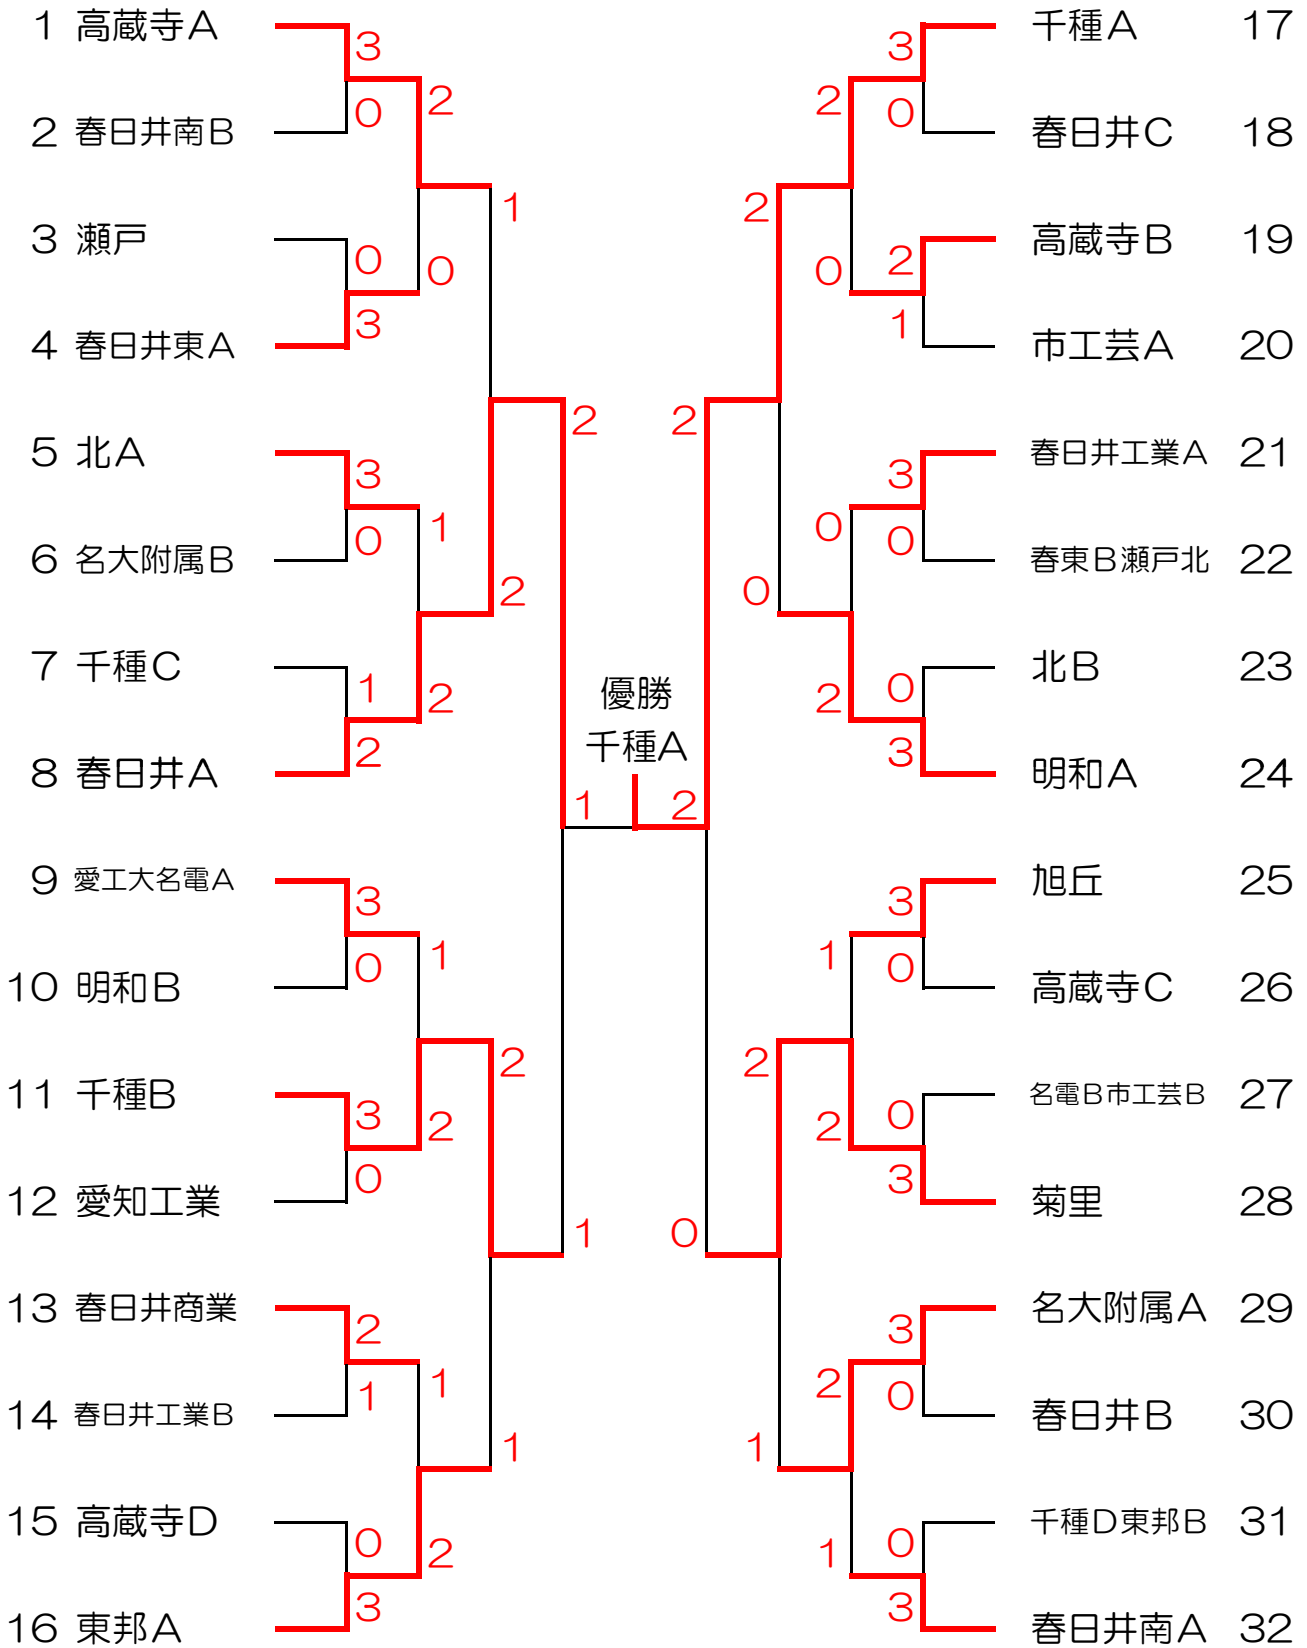 1 高蔵寺A
3
0
2 春日井南B
2
3 瀬戸
0
3
0
4 春日井東A
1
5 北A
3
0
6 名大附属B
1
7 千種C
1
2
2
8 春日井A
2
2
9 愛工大名電A
3
0
10 明和B
1
11 千種B
3
0
2
12 愛知工業
2
13 春日井商業
2
1
14 春日井工業B
1
15 高蔵寺D
0
3
2
16 東邦A
1
1
優勝
千種A
1
2
千種A 17
3
0
春日井C 18
2
高蔵寺B 19
2
1
0
市工芸A 20
2
春日井工業A 21
3
0
春東B瀬戸北 22
0
北B 23
0
3
2
明和A 24
0
2
旭丘 25
3
0
高蔵寺C 26
1
名電B市工芸B 27
0
3
2
菊里 28
2
名大附属A 29
3
0
春日井B 30
2
千種D東邦B 31
0
3
1
春日井南A 32
1
0